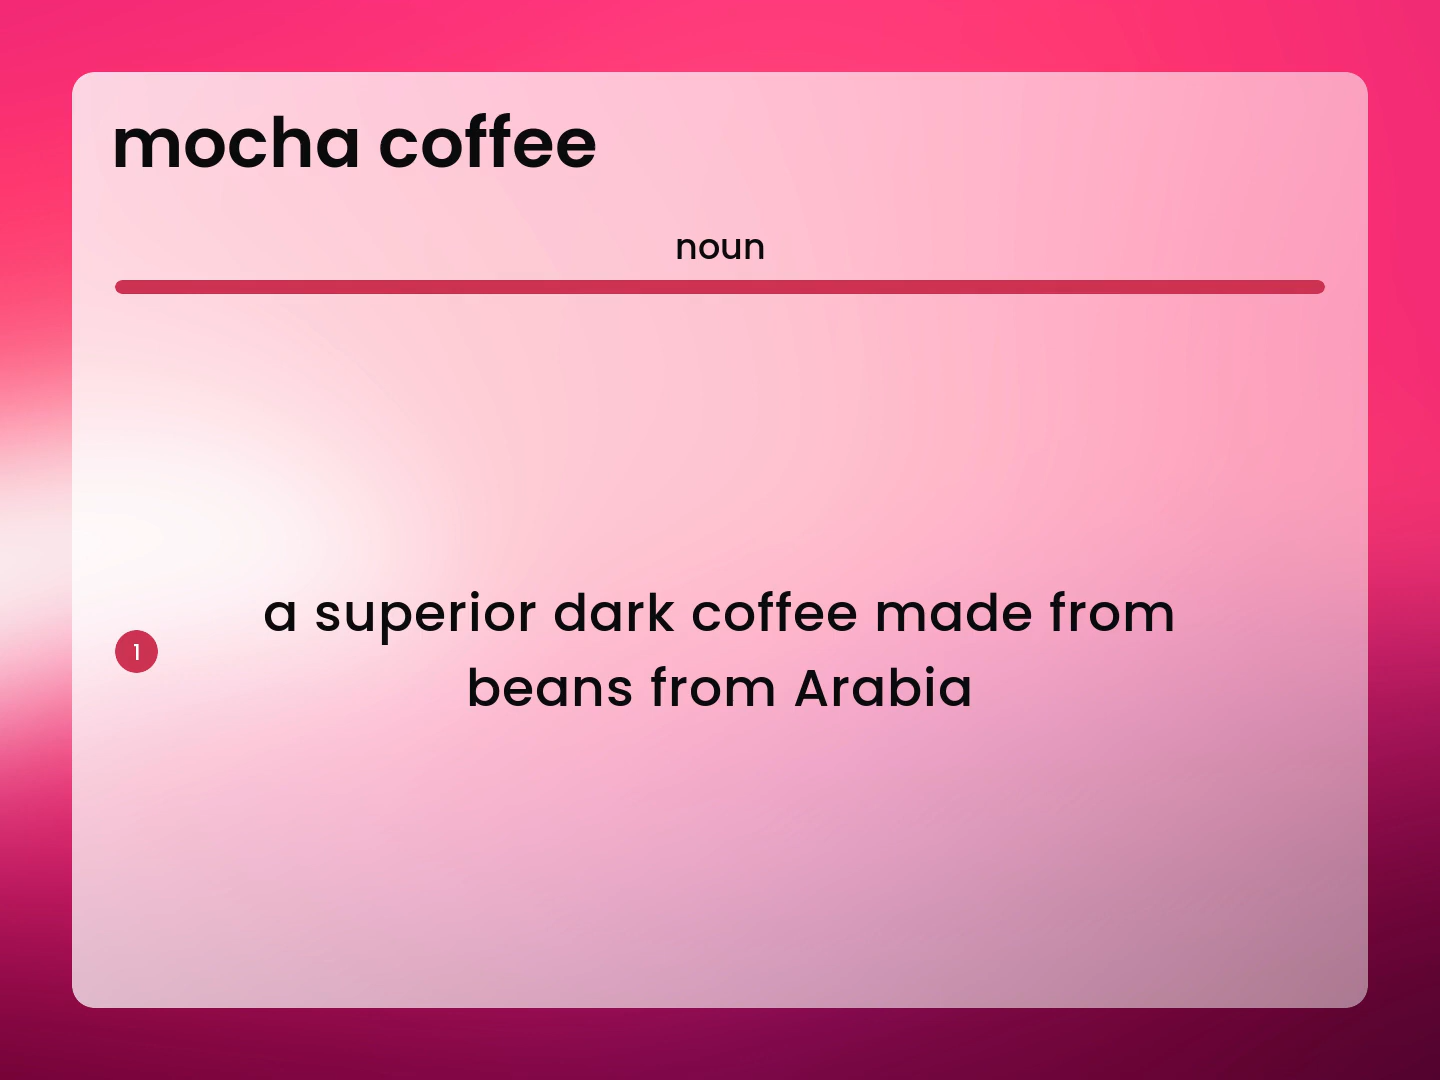 mocha coffee
noun
1
a superior dark coffee made from
beans from Arabia